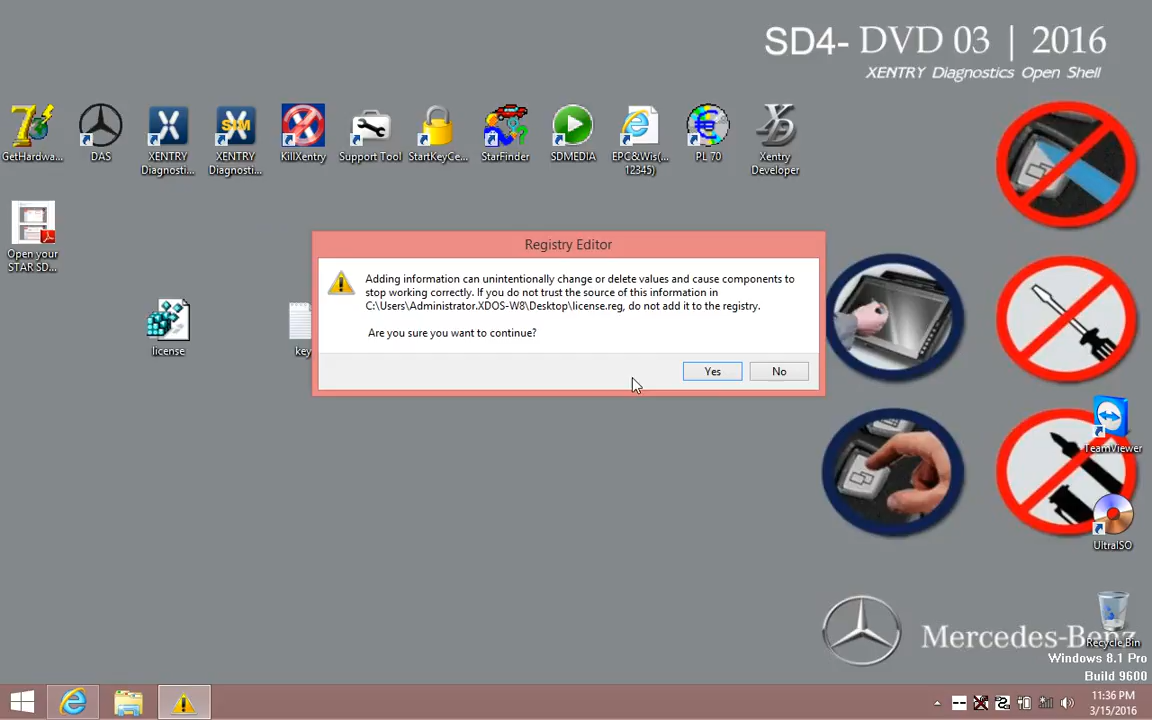 SD4- DVD 03 | 2016
XENTRY Diagnostics Open Shell
GetHardwa...
DAS
XENTRY
Diagnosti...
SIM
XENTRY
Diagnosti...
KillXentry
Support Tool
StartKeyCe...
StarFinder
SDMEDIA
EPC&Wis(...
12345)
PL 70
Xentry
Developer
Open your
STAR SD...
license
key
Registry Editor
Adding information can unintentionally change or delete values and cause components to
stop working correctly. If you do not trust the source of this information in
C:\Users\Administrator.XDOS-W8\Desktop\license.reg, do not add it to the registry.
Are you sure you want to continue?
Yes
No
TeamViewer
UltraISO
Mercedes-Benz
Recycle Bin
Windows 8.1 Pro
Build 9600
11:36 PM
3/15/2016